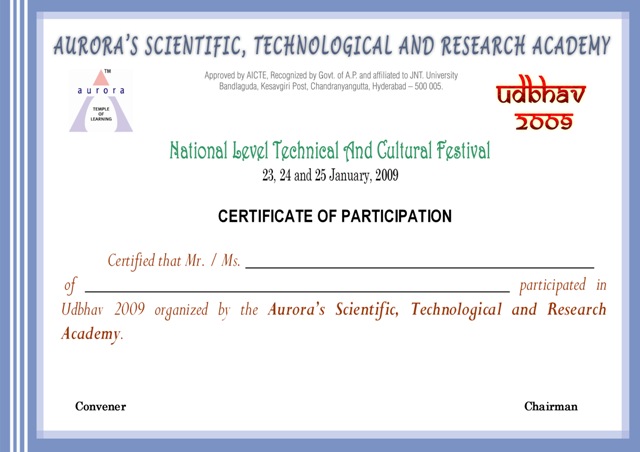 AURORA'S SCIENTIFIC, TECHNOLOGICAL AND RESEARCH ACADEMY
Approved by AICTE, Recognized by Govt. of A.P. and affiliated to JNT. University
Bandlaguda, Kesavgiri Post, Chandranyangutta, Hyderabad – 500 005.
TM
aurora
TEMPLE
OF
LEARNING
UDBHAV
2009
National Level Technical And Cultural Festival
23, 24 and 25 January, 2009
CERTIFICATE OF PARTICIPATION
Certified that Mr. / Ms.
of participated in
Udbhav 2009 organized by the Aurora's Scientific, Technological and Research
Academy.
Convener Chairman